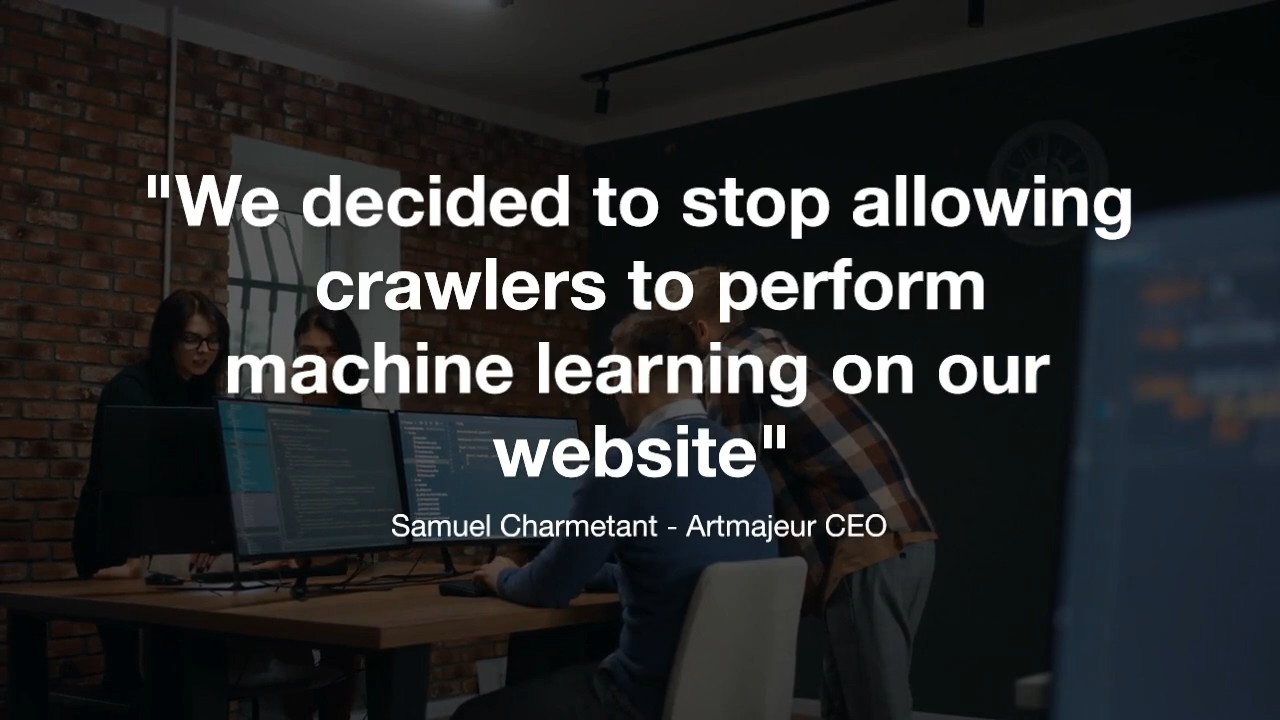 "We decided to stop allowing
crawlers to perform
machine learning on our
website"
Samuel Charmetant - Artmajeur CEO